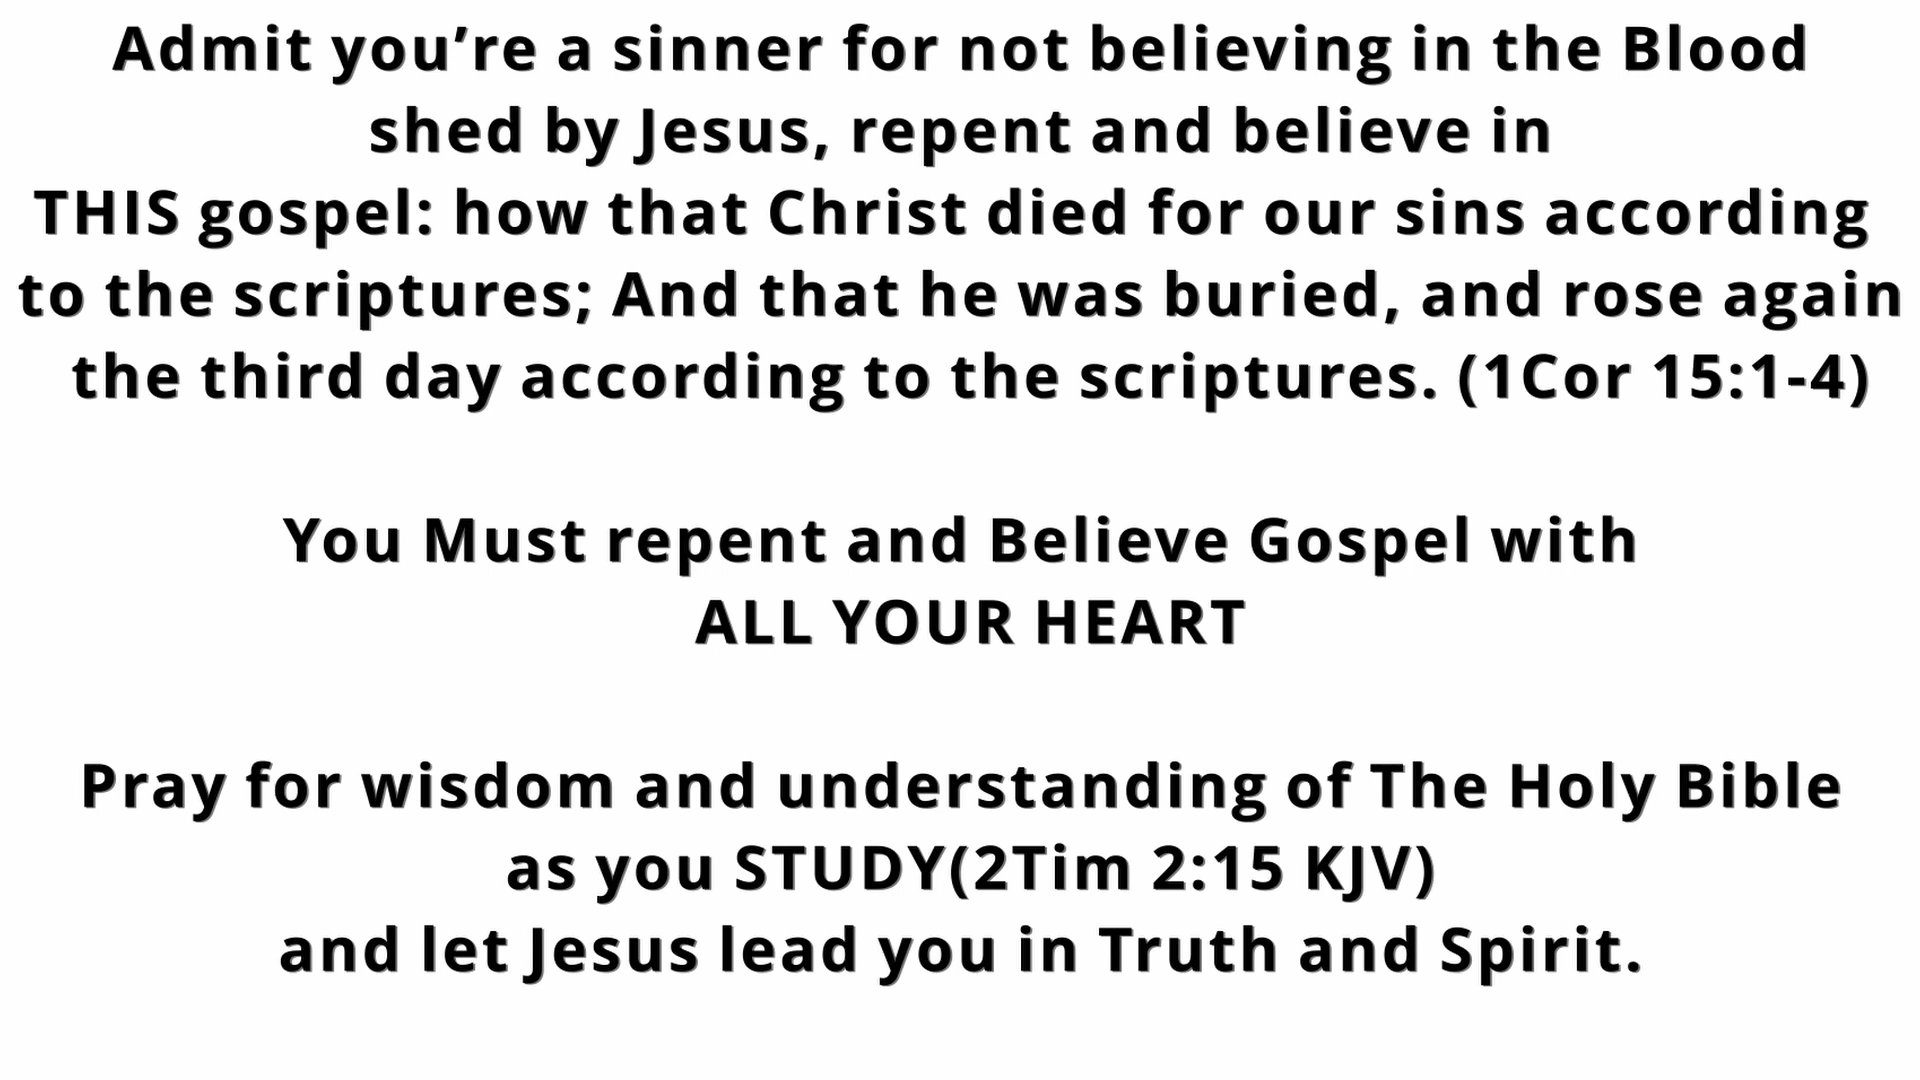 Admit you’re a sinner for not believing in the Blood
shed by Jesus, repent and believe in
THIS gospel: how that Christ died for our sins according
to the scriptures; And that he was buried, and rose again
the third day according to the scriptures. (1Cor 15:1-4)
You Must repent and Believe Gospel with
ALL YOUR HEART
Pray for wisdom and understanding of The Holy Bible
as you STUDY(2Tim 2:15 KJV)
and let Jesus lead you in Truth and Spirit.